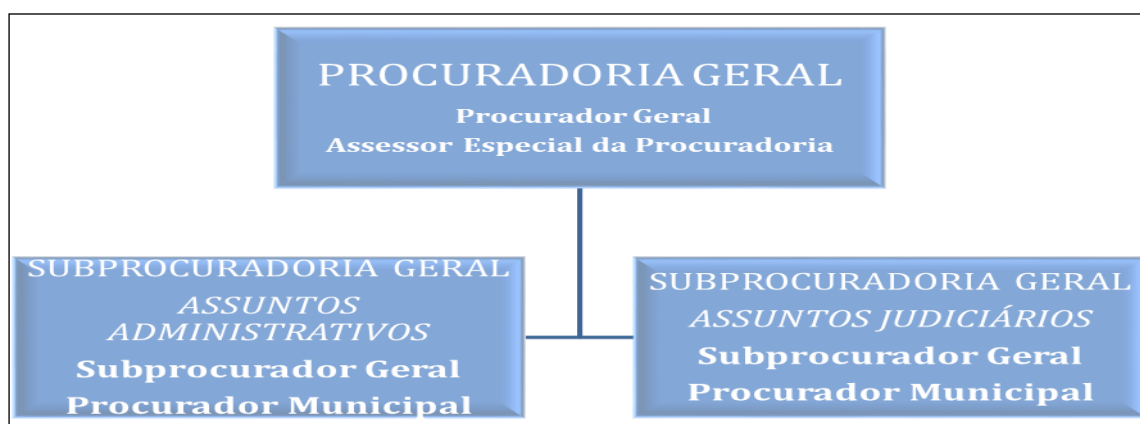 PROCURADORIA GERAL
Procurador Geral
Assessor Especial da Procuradoria
SUBPROCURADORIA GERAL
ASSUNTOS
ADMINISTRATIVOS
Subprocurador Geral
Procurador Municipal
SUBPROCURADORIA GERAL
ASSUNTOS JUDICIÁRIOS
Subprocurador Geral
Procurador Municipal